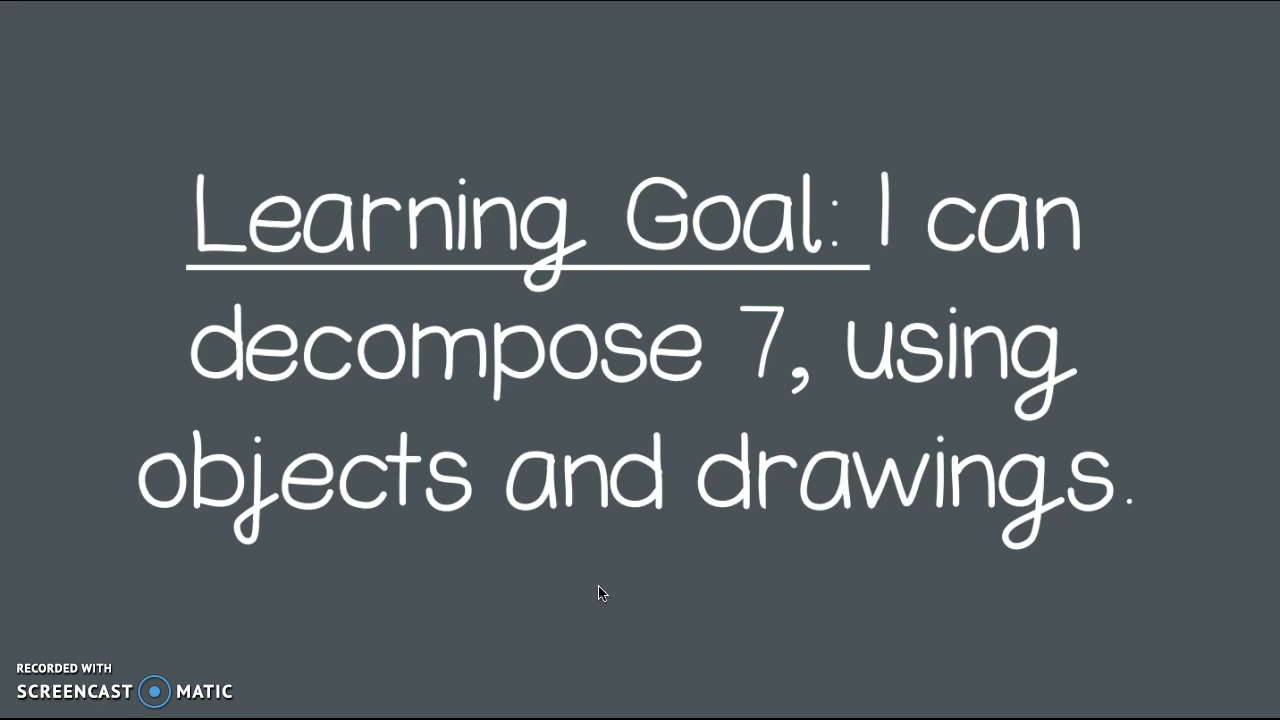 Learning Goal: I can
decompose 7, using
objects and drawings.
RECORDED WITH
SCREENCAST MATIC